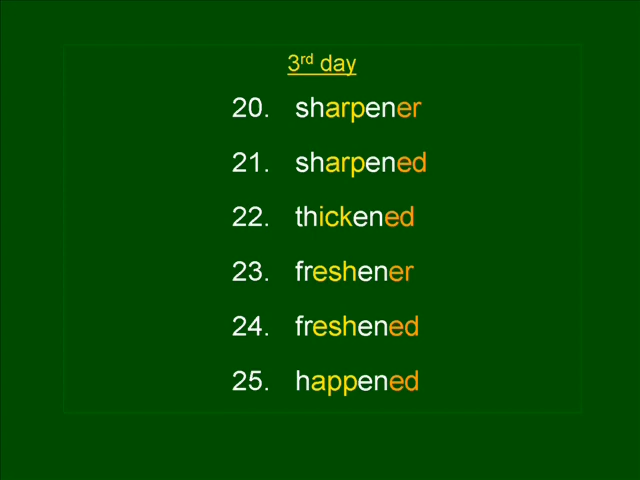 3rd day
20. sharpener
21. sharpened
22. thickened
23. freshener
24. freshened
25. happened